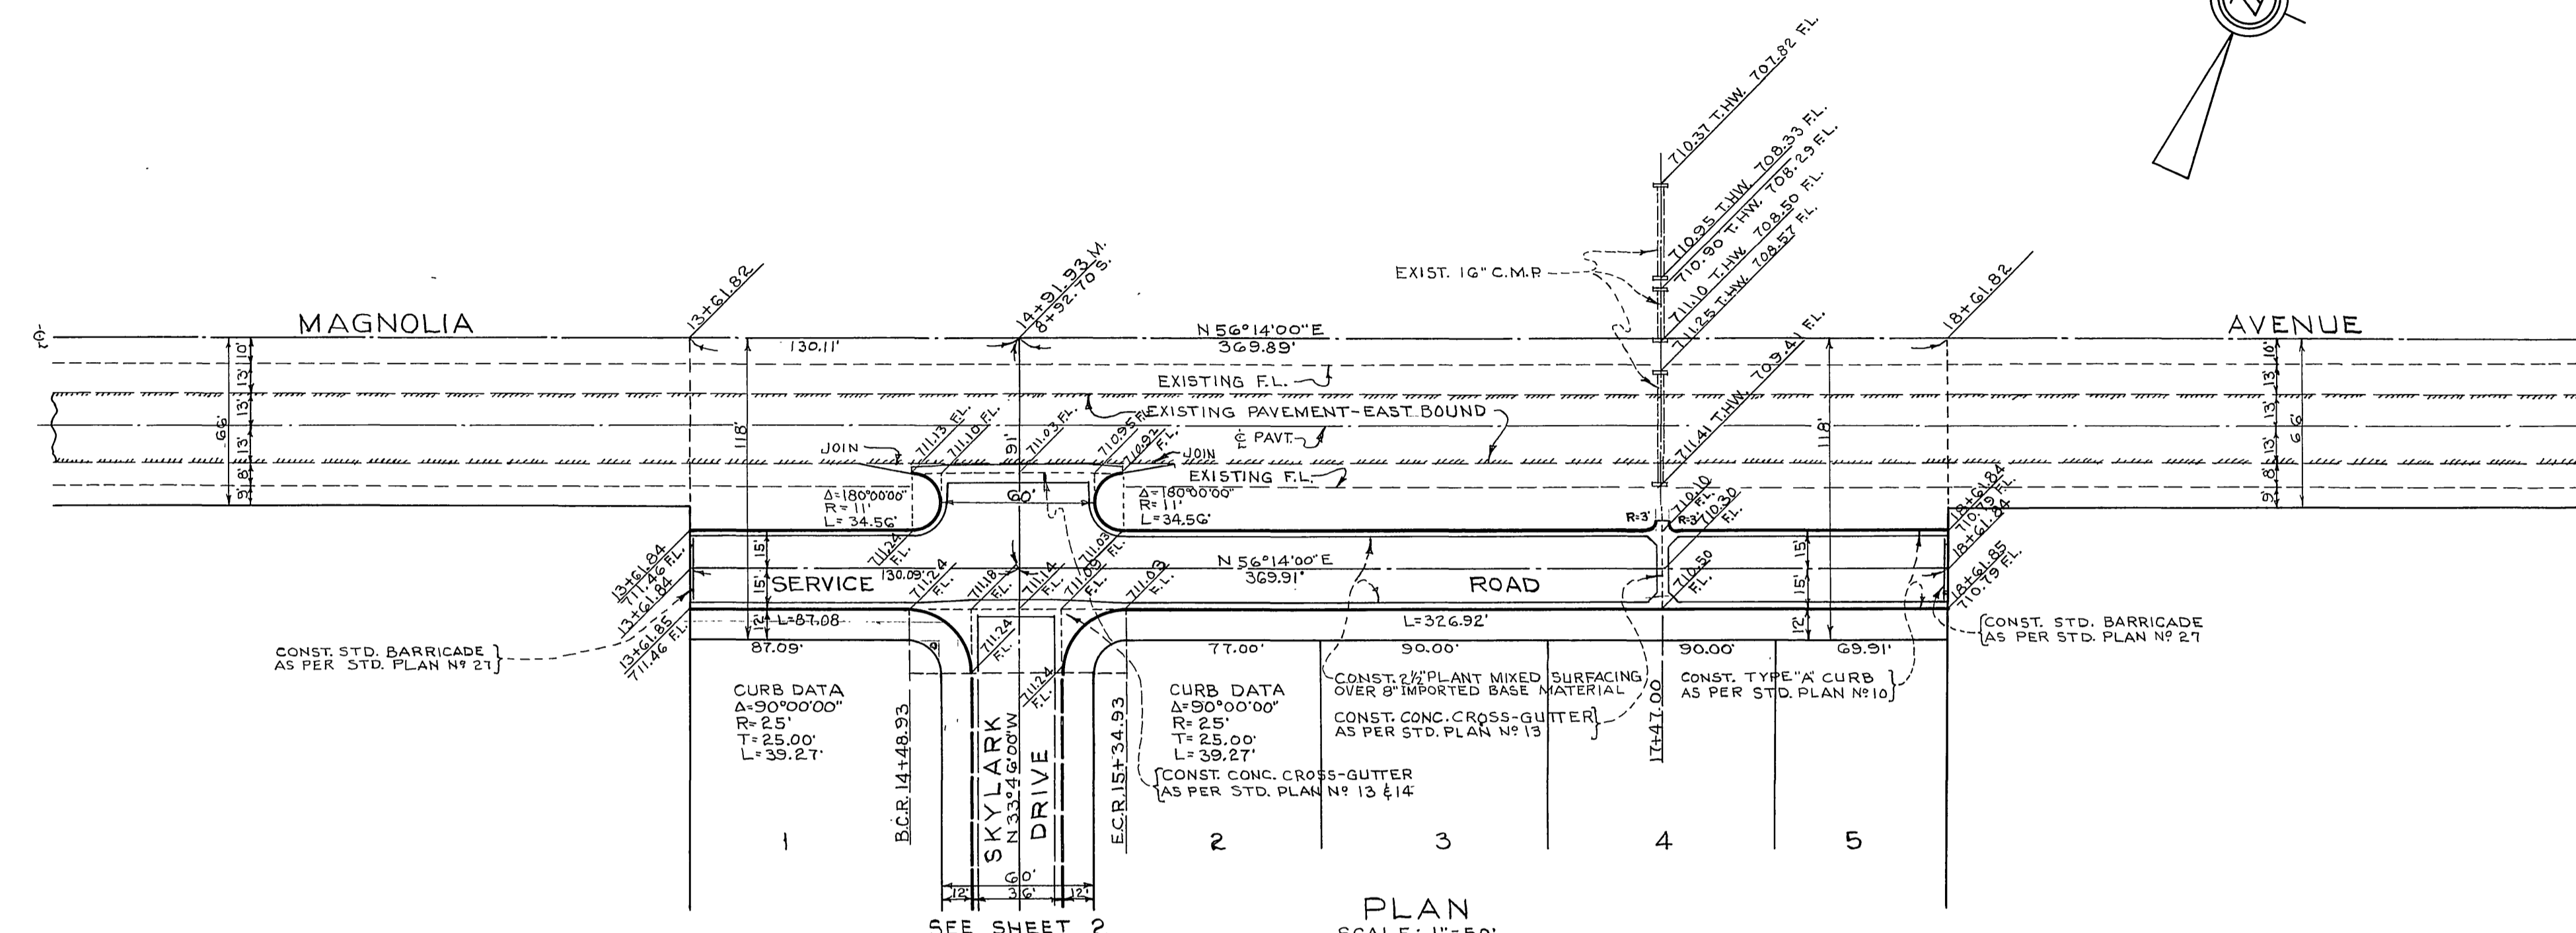 710.37 T.HW. 707.82 F.L.
710.95 T.HW. 708.33 F.L.
710.90 T.HW. 708.29 F.L.
711.10 T.HW. 708.50 F.L.
711.25 T.HW. 708.57 F.L.
711.41 T.HW. 709.41 F.L.
EXIST. 16" C.M.P.
MAGNOLIA
AVENUE
13+61.82
14+91.93 M.
8+92.70 S.
18+61.82
130.11'
N 56°14'00"E
369.89'
10'
13'
13'
13'
8'
9'
66'
118'
91'
118'
10'
13'
13'
13'
8'
9'
66'
EXISTING F.L.
EXISTING PAVEMENT-EAST BOUND
℄ PAVT.
JOIN
JOIN
EXISTING F.L.
711.13 F.L.
711.10 F.L.
711.03 F.L.
710.95 F.L.
710.92 F.L.
Δ=180°00'00"
R=11'
L=34.56'
60'
Δ=180°00'00"
R=11'
L=34.56'
R=3'
R=3'
710.10 F.L.
710.30 F.L.
710.50 F.L.
13+61.84
711.46 F.L.
13+61.84
13+61.85
711.46 F.L.
18+61.84
710.79 F.L.
18+61.84
18+61.85
710.79 F.L.
15'
15'
12'
SERVICE
130.09'
711.24 F.L.
711.24 F.L.
711.18 F.L.
711.14
711.09 F.L.
711.03 F.L.
711.03 F.L.
N 56°14'00"E
369.91'
ROAD
15'
15'
12'
L=87.08
711.24 F.L.
711.24 F.L.
L=326.92'
CONST. STD. BARRICADE
AS PER STD. PLAN Nº 27
CONST. STD. BARRICADE
AS PER STD. PLAN Nº 27
87.09'
77.00'
90.00'
90.00'
69.91'
CURB DATA
Δ=90°00'00"
R=25'
T=25.00'
L=39.27'
CURB DATA
Δ=90°00'00"
R=25'
T=25.00'
L=39.27'
CONST. 2½" PLANT MIXED SURFACING
OVER 8" IMPORTED BASE MATERIAL
CONST. CONC. CROSS-GUTTER
AS PER STD. PLAN Nº 13
CONST. TYPE "A" CURB
AS PER STD. PLAN Nº 10
CONST. CONC. CROSS-GUTTER
AS PER STD. PLAN Nº 13 & 14
B.C.R. 14+48.93
SKYLARK
N 33°46'00"W
DRIVE
E.C.R. 15+34.93
17+47.00
1
2
3
4
5
60'
12'
36'
12'
SEE SHEET 2
PLAN
SCALE: 1"=50'